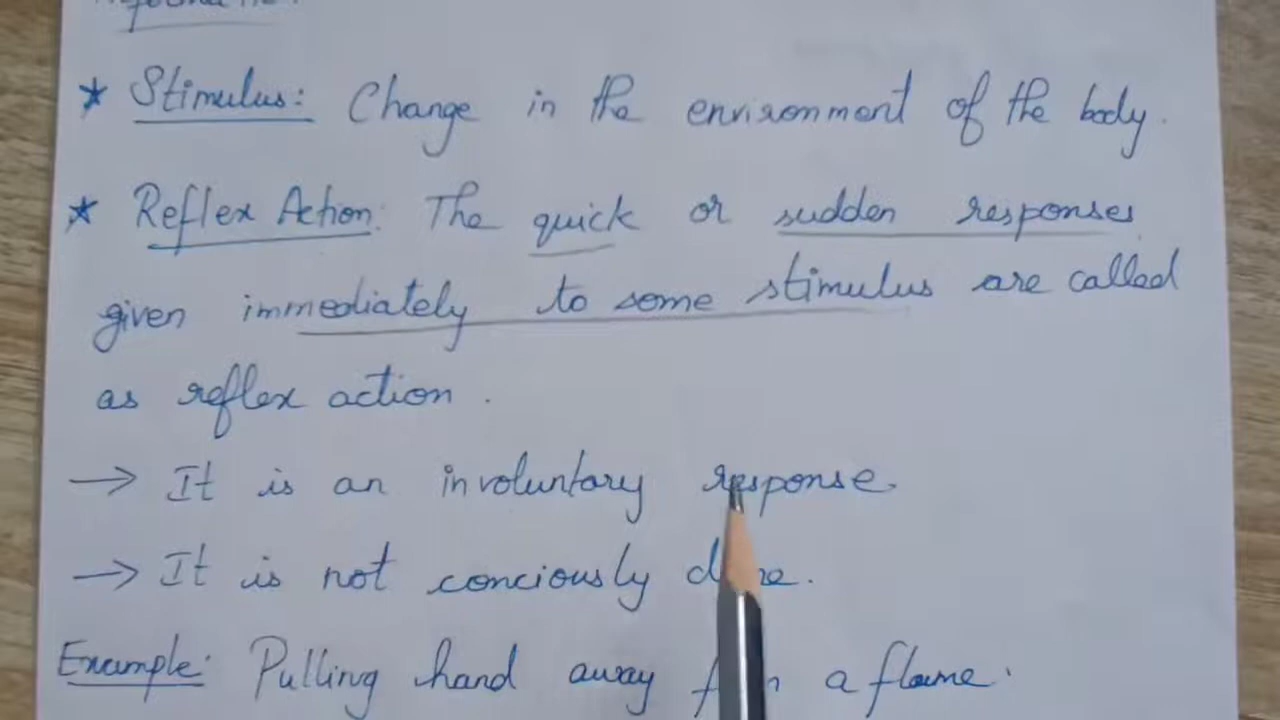 * Stimulus: Change in the environment of the body.
* Reflex Action: The quick or sudden responses
given immediately to some stimulus are called
as reflex action.
→ It is an involuntary response.
→ It is not conciously
Example: Pulling hand away a flame.